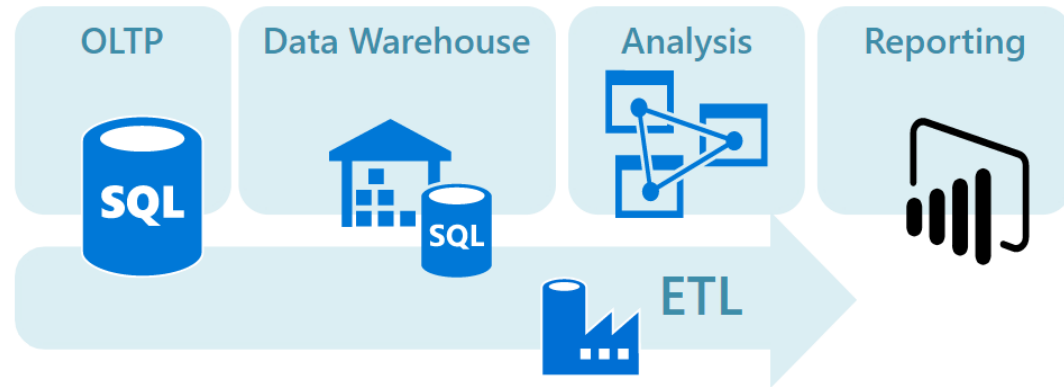 OLTP
Data Warehouse
Analysis
Reporting
SQL
SQL
ETL